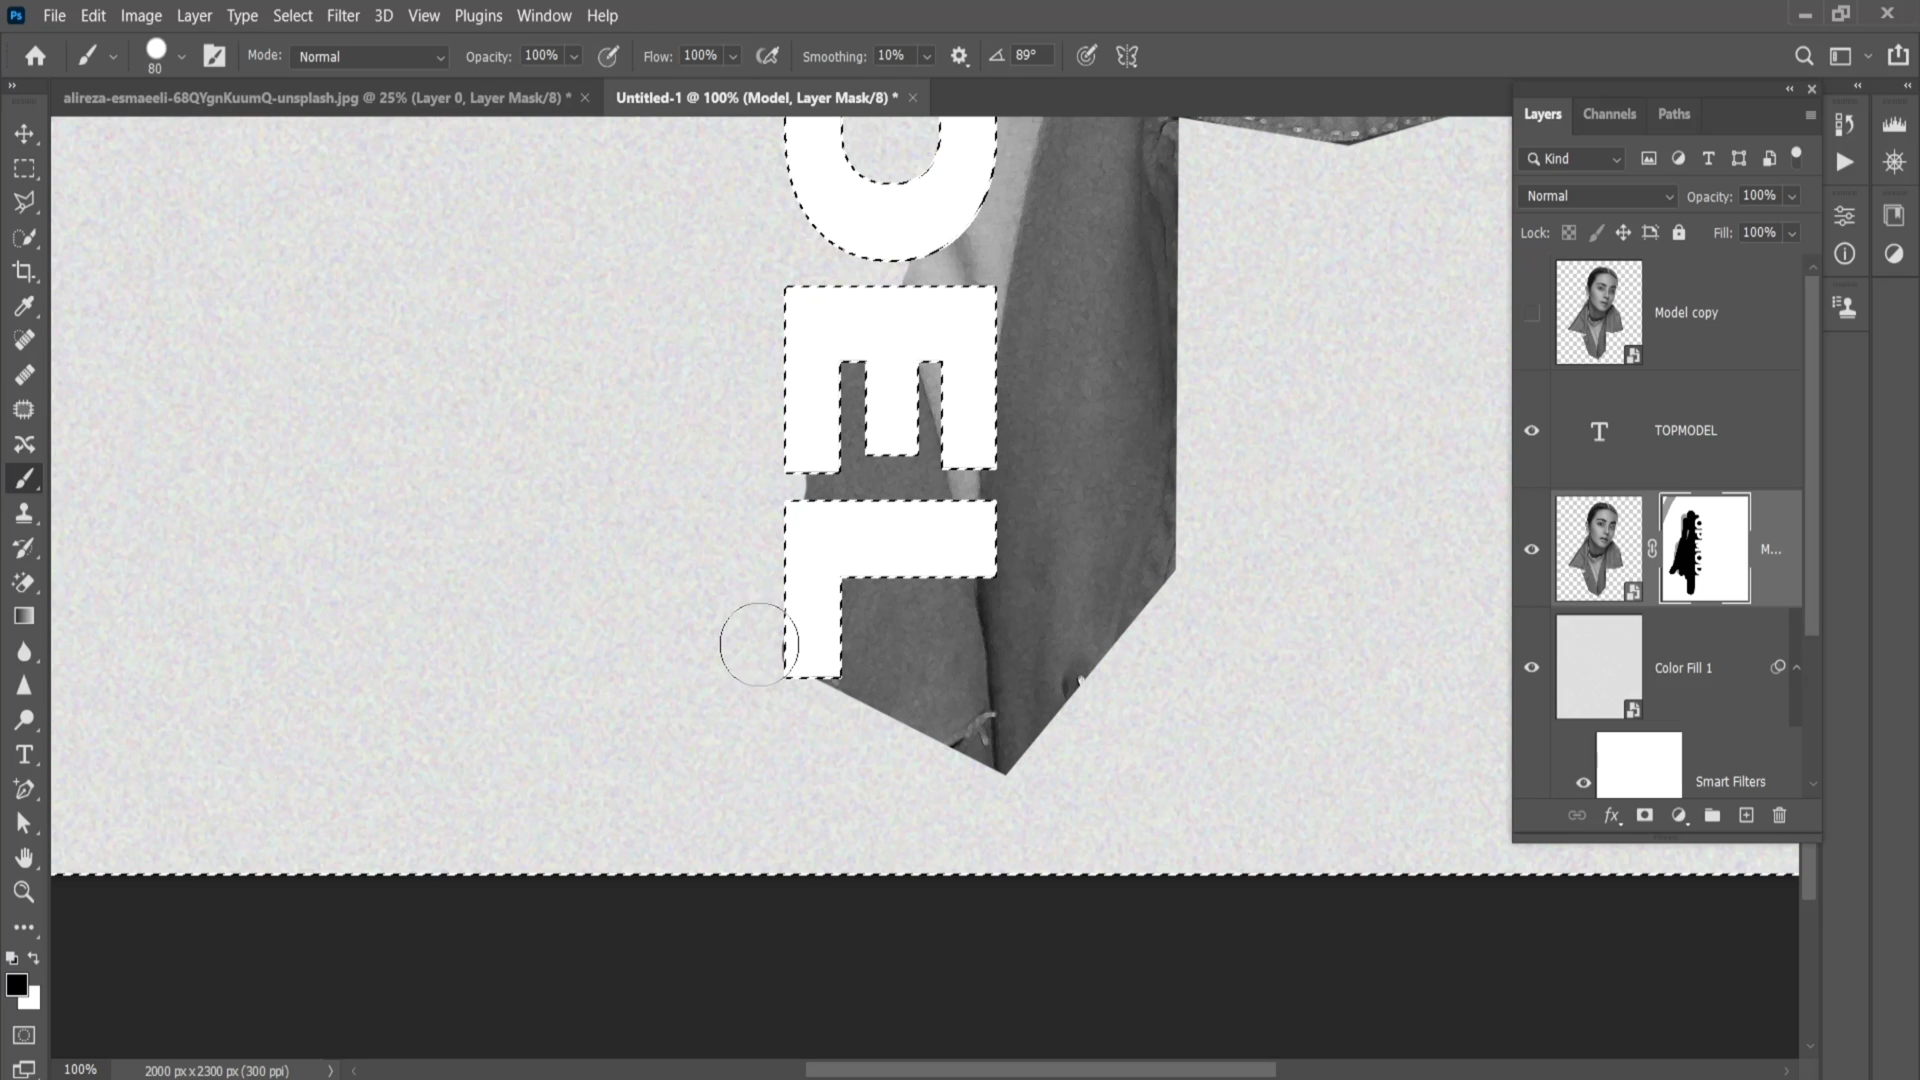 Ps File Edit Image Layer Type Select Filter 3D View Plugins Window Help
80 Mode: Normal Opacity: 100% Flow: 100% Smoothing: 10% 89°
alireza-esmaeeli-68QYgnKuumQ-unsplash.jpg @ 25% (Layer 0, Layer Mask/8) * × Untitled-1 @ 100% (Model, Layer Mask/8) * ×
Layers Channels Paths
Kind
Normal Opacity: 100%
Lock: Fill: 100%
Model copy
T TOPMODEL
M...
Color Fill 1
Smart Filters
fx
EL
100% 2000 px x 2300 px (300 ppi)